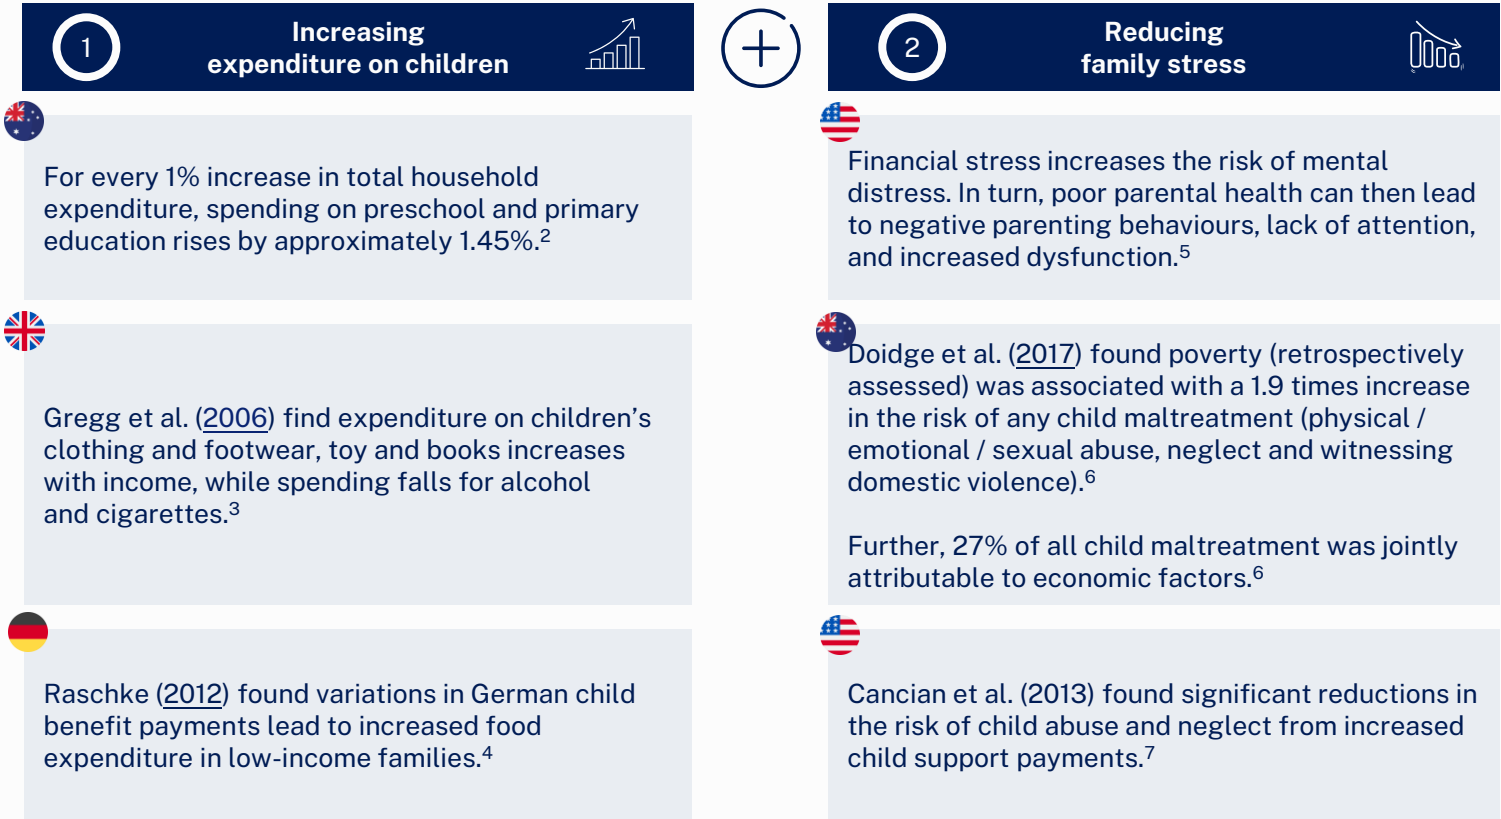 1
Increasing
expenditure on children
For every 1% increase in total household
expenditure, spending on preschool and primary
education rises by approximately 1.45%.²
Gregg et al. (2006) find expenditure on children’s
clothing and footwear, toy and books increases
with income, while spending falls for alcohol
and cigarettes.³
Raschke (2012) found variations in German child
benefit payments lead to increased food
expenditure in low-income families.⁴
2
Reducing
family stress
Financial stress increases the risk of mental
distress. In turn, poor parental health can then lead
to negative parenting behaviours, lack of attention,
and increased dysfunction.⁵
Doidge et al. (2017) found poverty (retrospectively
assessed) was associated with a 1.9 times increase
in the risk of any child maltreatment (physical /
emotional / sexual abuse, neglect and witnessing
domestic violence).⁶
Further, 27% of all child maltreatment was jointly
attributable to economic factors.⁶
Cancian et al. (2013) found significant reductions in
the risk of child abuse and neglect from increased
child support payments.⁷